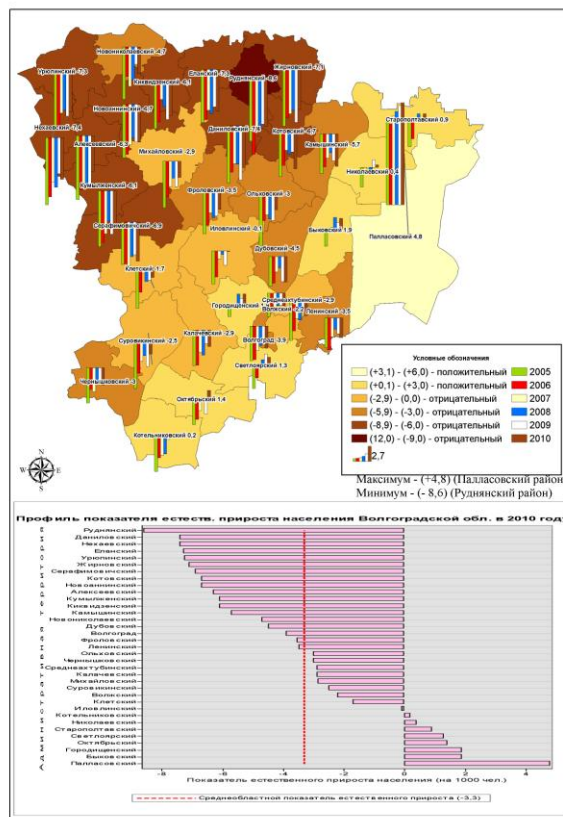 Новониколаевский -4,7
Урюпинский -7,3
Киквидзенский -6,1
Еланский -7,3
Руднянский -8,6
Жирновский -7,1
Старополтавский 0,9
Новоаннинский -6,7
Нехаевский -7,4
Алексеевский -6,3
Даниловский -7,4
Котовский -6,7
Камышинский -5,7
Михайловский -2,9
Николаевский 0,4
Кумылженский -6,1
Фроловский -3,5
Ольховский -3
Серафимовичский -6,9
Иловлинский -0,1
Быковский 1,9
Палласовский 4,8
Дубовский -4,5
Клетский -1,7
Среднеахтубинский -2,9
Городищенский
Ленинский -3,5
Суровикинский -2,5
Калачевский -2,9
Волгоград -3,9
Светлоярский 1,3
Чернышковский -3
Октябрьский 1,4
Котельниковский 0,2
Условные обозначения
(+3,1) - (+6,0) - положительный 2005
(+0,1) - (+3,0) - положительный 2006
(-2,9) - (0,0) - отрицательный 2007
(-5,9) - (-3,0) - отрицательный 2008
(-8,9) - (-6,0) - отрицательный 2009
(12,0) - (-9,0) - отрицательный 2010
2,7
N
W E
S
Максимум - (+4,8) (Палласовский район)
Минимум - (- 8,6) (Руднянский район)
Профиль показателя естеств. прироста населения Волгоградской обл. в 2010 году
Руднянский
Даниловский
Нехаевский
Еланский
Урюпинский
Жирновский
Серафимовичский
Котовский
Новоаннинский
Алексеевский
Кумылженский
Киквидзенский
Камышинский
Новониколаевский
Дубовский
Волгоград
Фроловский
Ленинский
Ольховский
Чернышковский
Среднеахтубинский
Калачевский
Михайловский
Суровикинский
Волжский
Клетский
Иловлинский
Котельниковский
Николаевский
Старополтавский
Светлоярский
Октябрьский
Городищенский
Быковский
Палласовский
-8 -6 -4 -2 0 2 4
Показатель естественного прироста населения (на 1000 чел.)
Среднеобластной показатель естественного прироста (-3,3)